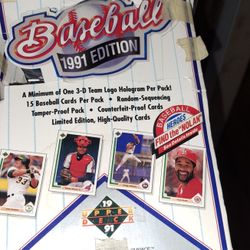 Baseball
1991 EDITION
A Minimum of One 3-D Team Logo Hologram Per Pack!
15 Baseball Cards Per Pack • Random-Sequencing
Tamper-Proof Pack • Counterfeit-Proof Cards
Limited Edition, High-Quality Cards
BASEBALL
HEROES
FIND the "NOLAN"
19 UPPER DECK 91